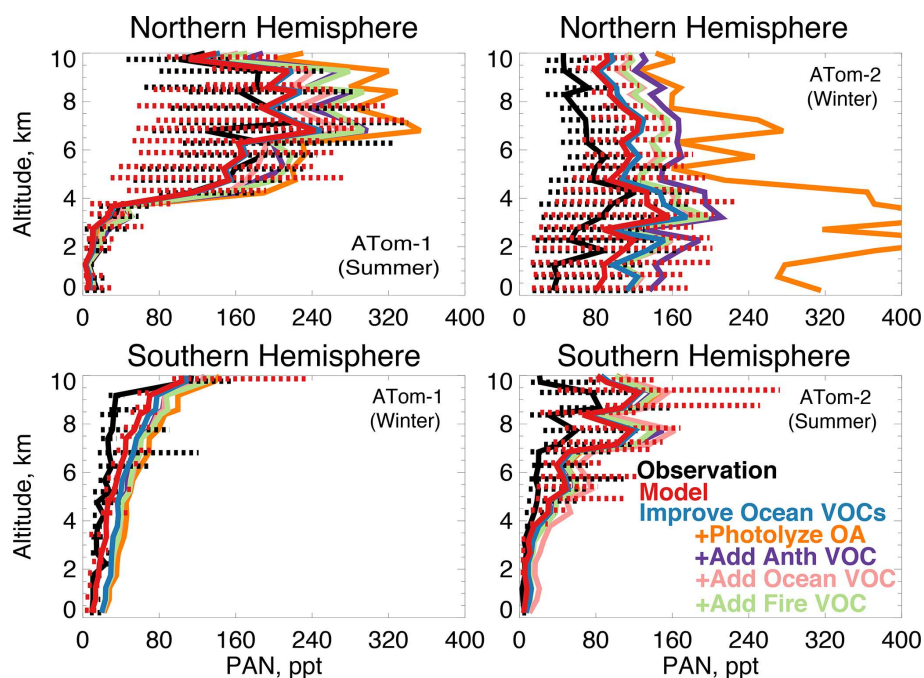 Northern Hemisphere
Northern Hemisphere
10
8
6
4
2
0
Altitude, km
ATom-1
(Summer)
0 80 160 240 320
10
8
6
4
2
0
ATom-2
(Winter)
0 80 160 240 320 400
Southern Hemisphere
Southern Hemisphere
10
8
6
4
2
0
Altitude, km
ATom-1
(Winter)
0 80 160 240 320 400
PAN, ppt
10
8
6
4
2
0
ATom-2
(Summer)
Observation
Model
Improve Ocean VOCs
+Photolyze OA
+Add Anth VOC
+Add Ocean VOC
+Add Fire VOC
0 80 160 240 320 400
PAN, ppt